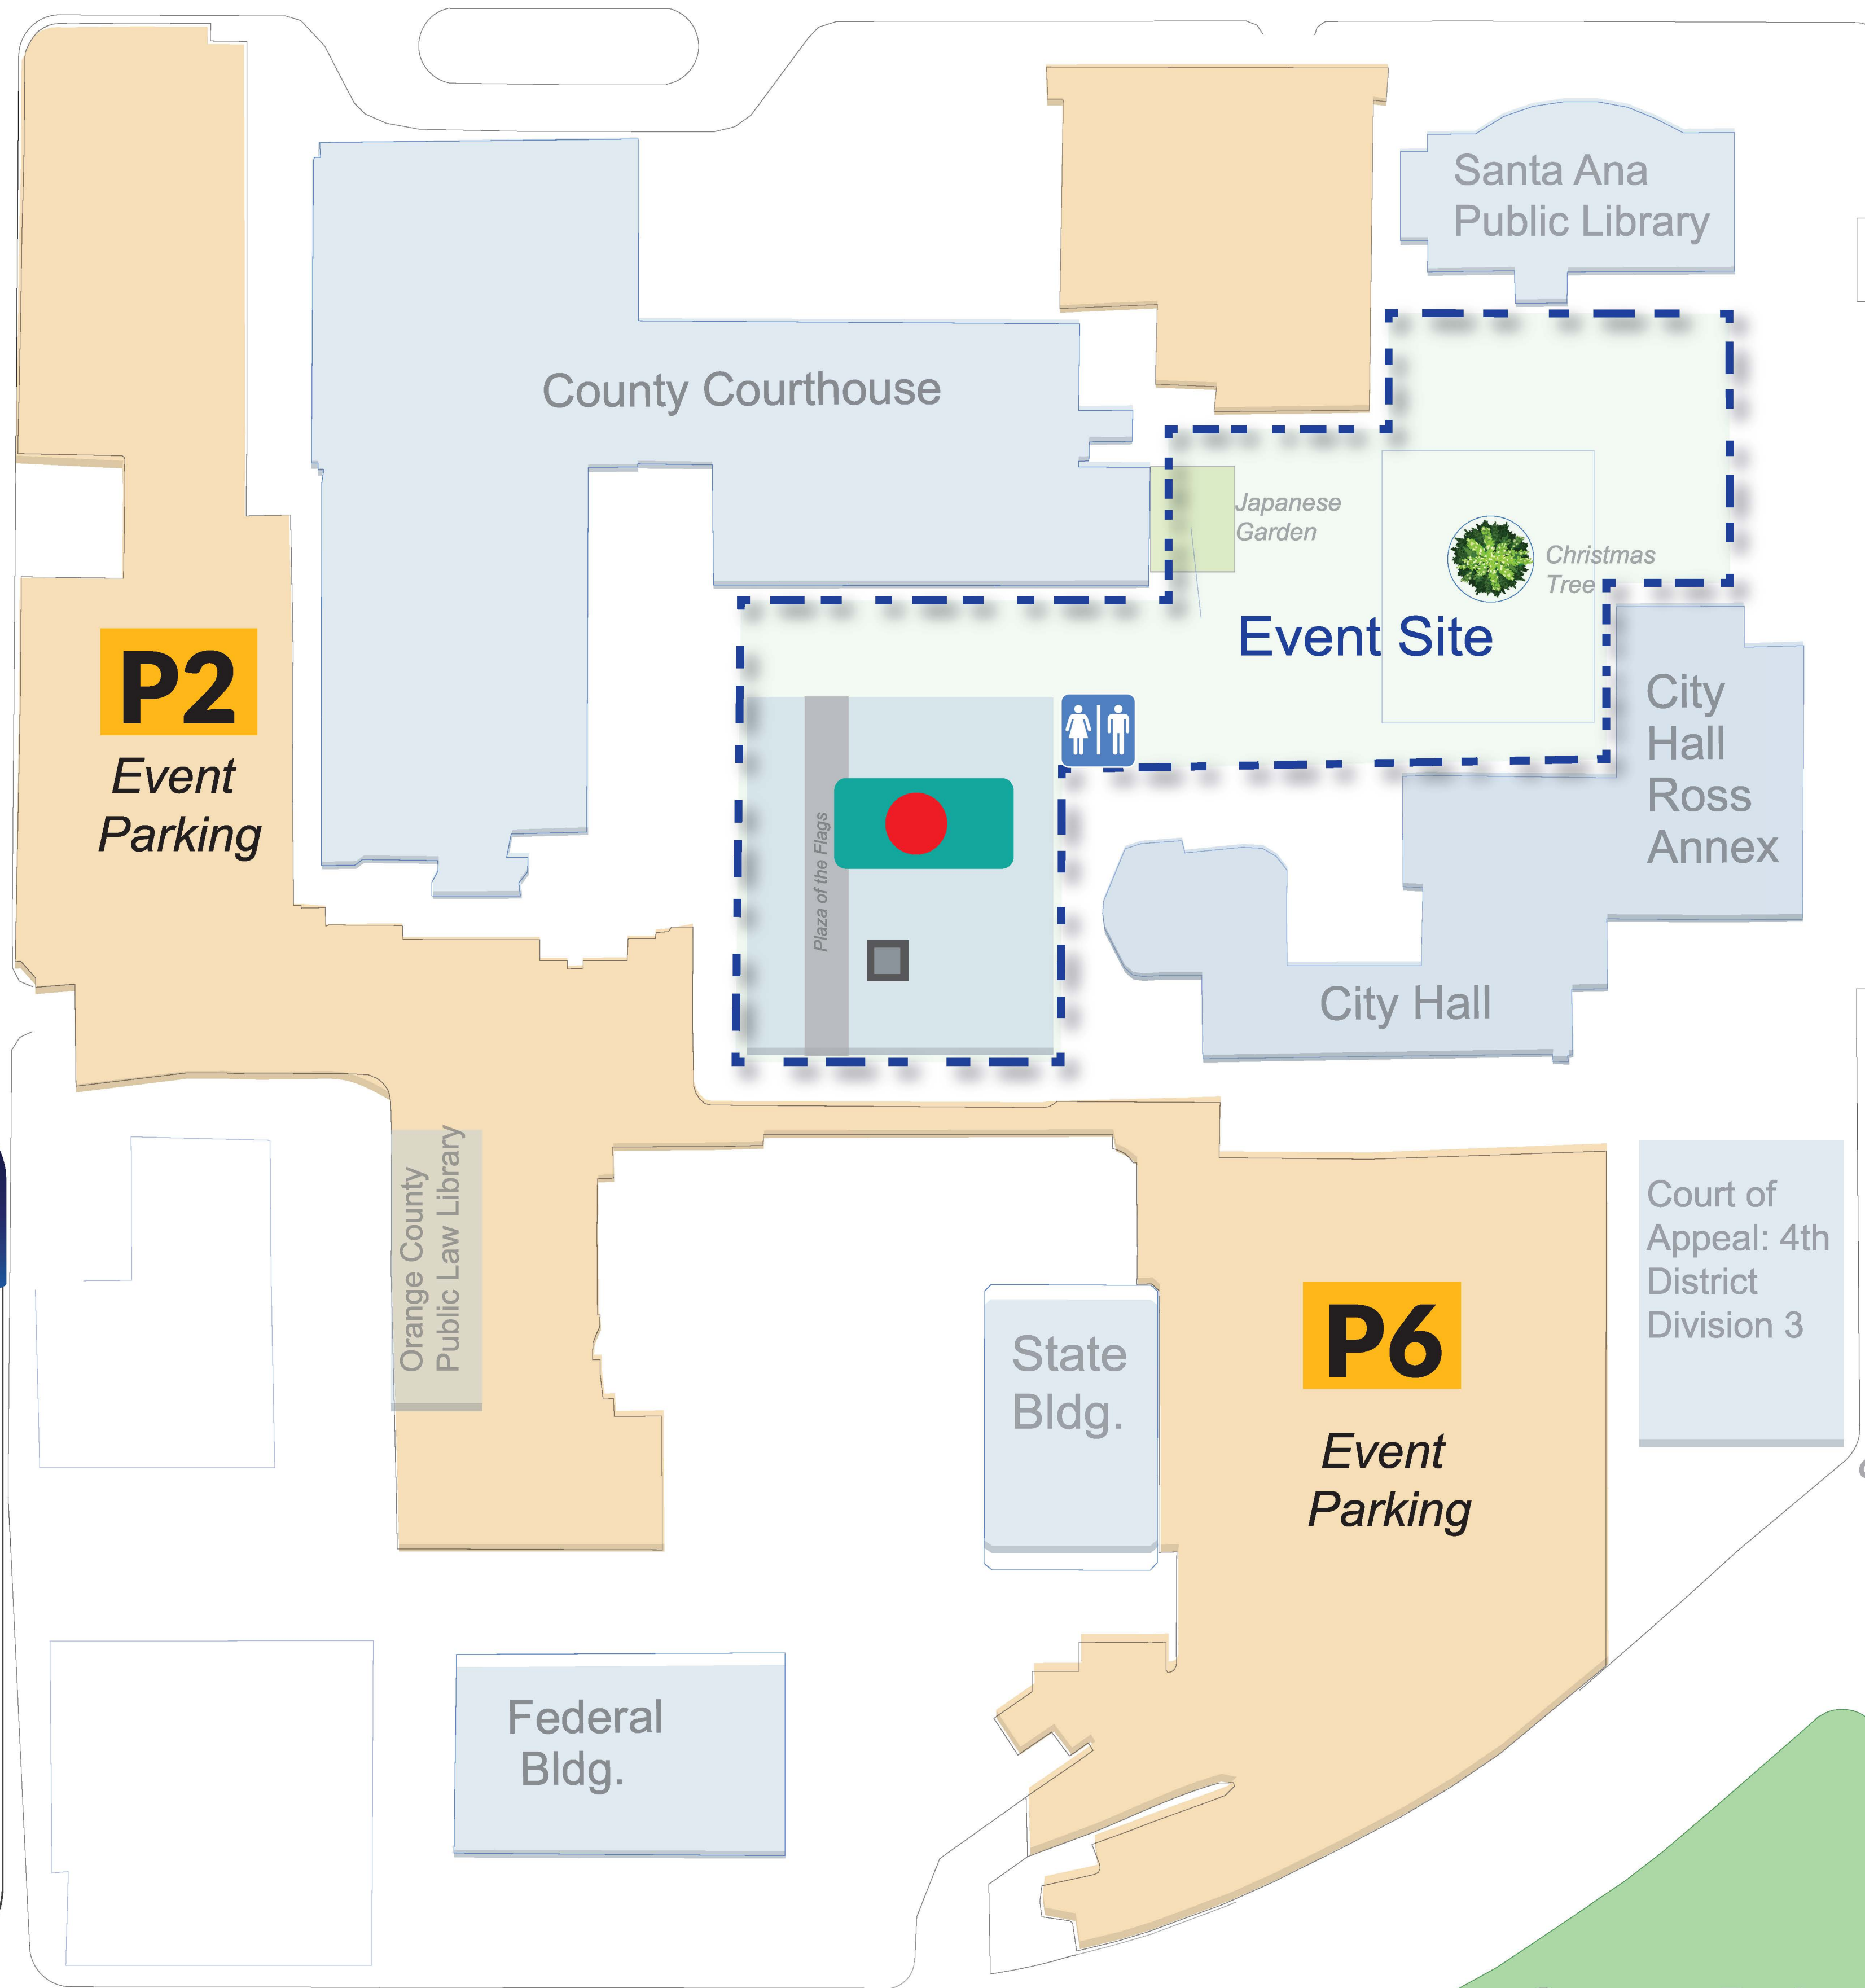 Santa Ana
Public Library
County Courthouse
Japanese
Garden
Christmas
Tree
Event Site
P2
Event
Parking
City
Hall
Ross
Annex
Plaza of the Flags
City Hall
Orange County
Public Law Library
Court of
Appeal: 4th
District
Division 3
State
Bldg.
P6
Event
Parking
Federal
Bldg.